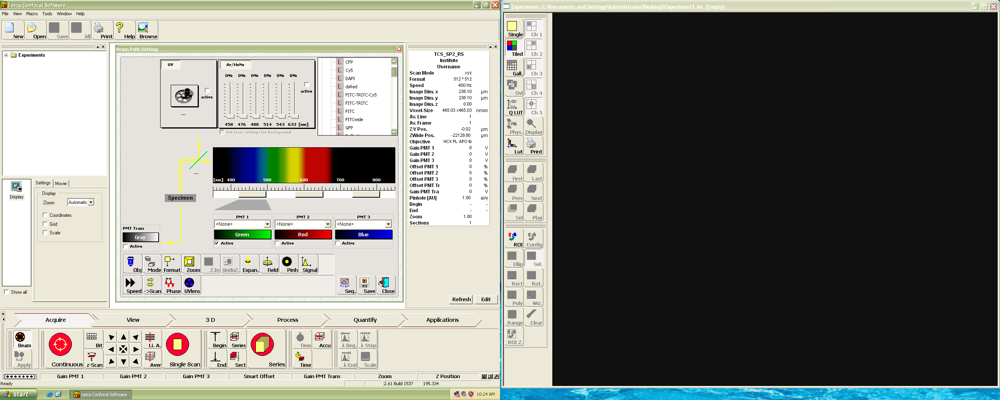 Leica Confocal Software
File View Macro Tools Window Help
New Open Save All Print Help Browse
Experiments
Display
Show all
Settings Movie
Display
Zoom: Automatic
Coordinates
Grid
Scale
Beam Path Setting:
UV
active
---
Ar/HeNe
0% 0% 0% 0% 0% 0%
active
458 476 488 514 543 633 [nm]
Set laser settings for background
CFP
Cy5
DAPI
dsRed
FITC-TRITC-Cy5
FITC-TRITC
FITC
FITCwide
GFP
---
[nm] 400 500 600 700 800
Specimen
PMT Trans
Gray
Active
PMT 1 PMT 2 PMT 3
<None> <None> <None>
Green Red Blue
Active Active Active
Obj Mode Format Zoom Z.In UndoZ. Expan. Field Pinh Signal
Speed ->Scan Phase UVlens Seq. Save Close
TCS_SP2_RS
Institute
Username
Scan Mode xyz
Format 512 * 512
Speed 400 Hz
Image Dim. x 238.10 µm
Image Dim. y 238.10 µm
Image Dim. z 0.00
Voxel-Size 465.03 x465.03 nmxn
Av. Line 1
Av. Frame 1
Z/Y Pos. -0.02 µm
ZWide Pos. -22129.80 µm
Objective HCX PL APO lb
Gain PMT 1 0 V
Gain PMT 2 0 V
Gain PMT 3 0 V
Offset PMT 1 0 %
Offset PMT 2 0 %
Offset PMT 3 0 %
Offset PMT Tr 0 %
Gain PMT Tra 0 V
Pinhole [AU] 1.00 airy
Begin - -
End - -
Zoom 1.00
Sections 1
Refresh Edit
Acquire View 3 D Process Quantify Applications
Beam Continuous Bit Li. A. Single Scan Begin Series Series Time Accu λ Beg. λ Step
Apply z-Scan Aver End Sect Time λ End Scale
Gain PMT 1 Gain PMT 2 Gain PMT 3 Smart Offset Gain PMT Trans Zoom Z Position
Ready 2.61 Build 1537 195.334
start Leica Confocal Software 10:24 AM
Experiment: C:\Documents and Settings\Administrator\Desktop\Experiment1.lei (Empty)
Single Ch 1
Tiled Ch 2
Gall. Ch 3
Ovl Ch 4
Q LUT Ch 5
Phys. Display
Lut Print
First Last
Prev Next
Sel Play
ROI Config
Ellip Sel.
Rect Rot.
Poly Wiz.
Range Clear
ROI Z.